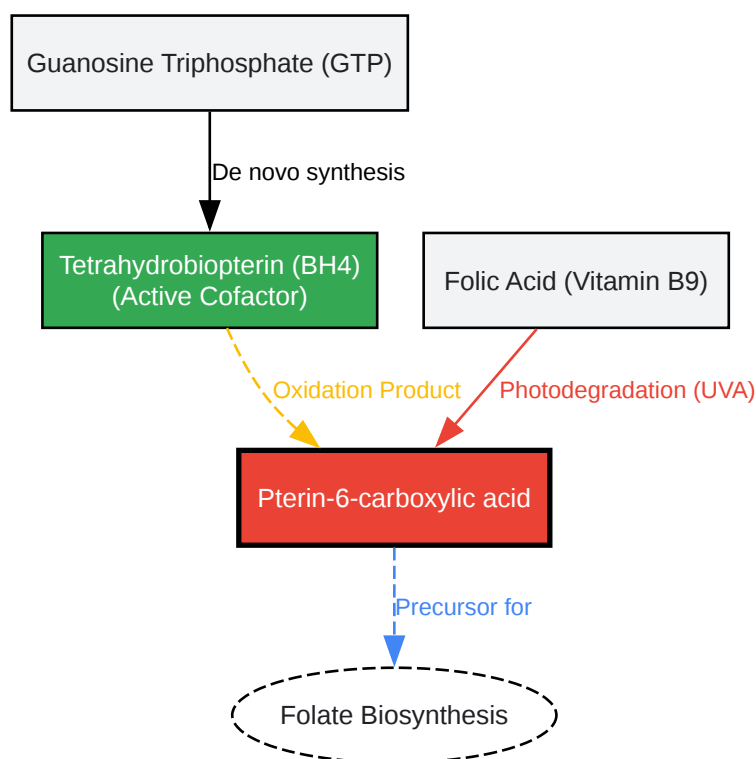 Guanosine Triphosphate (GTP)
De novo synthesis
Tetrahydrobiopterin (BH4)
(Active Cofactor)
Folic Acid (Vitamin B9)
Oxidation Product
Photodegradation (UVA)
Pterin-6-carboxylic acid
Precursor for
Folate Biosynthesis